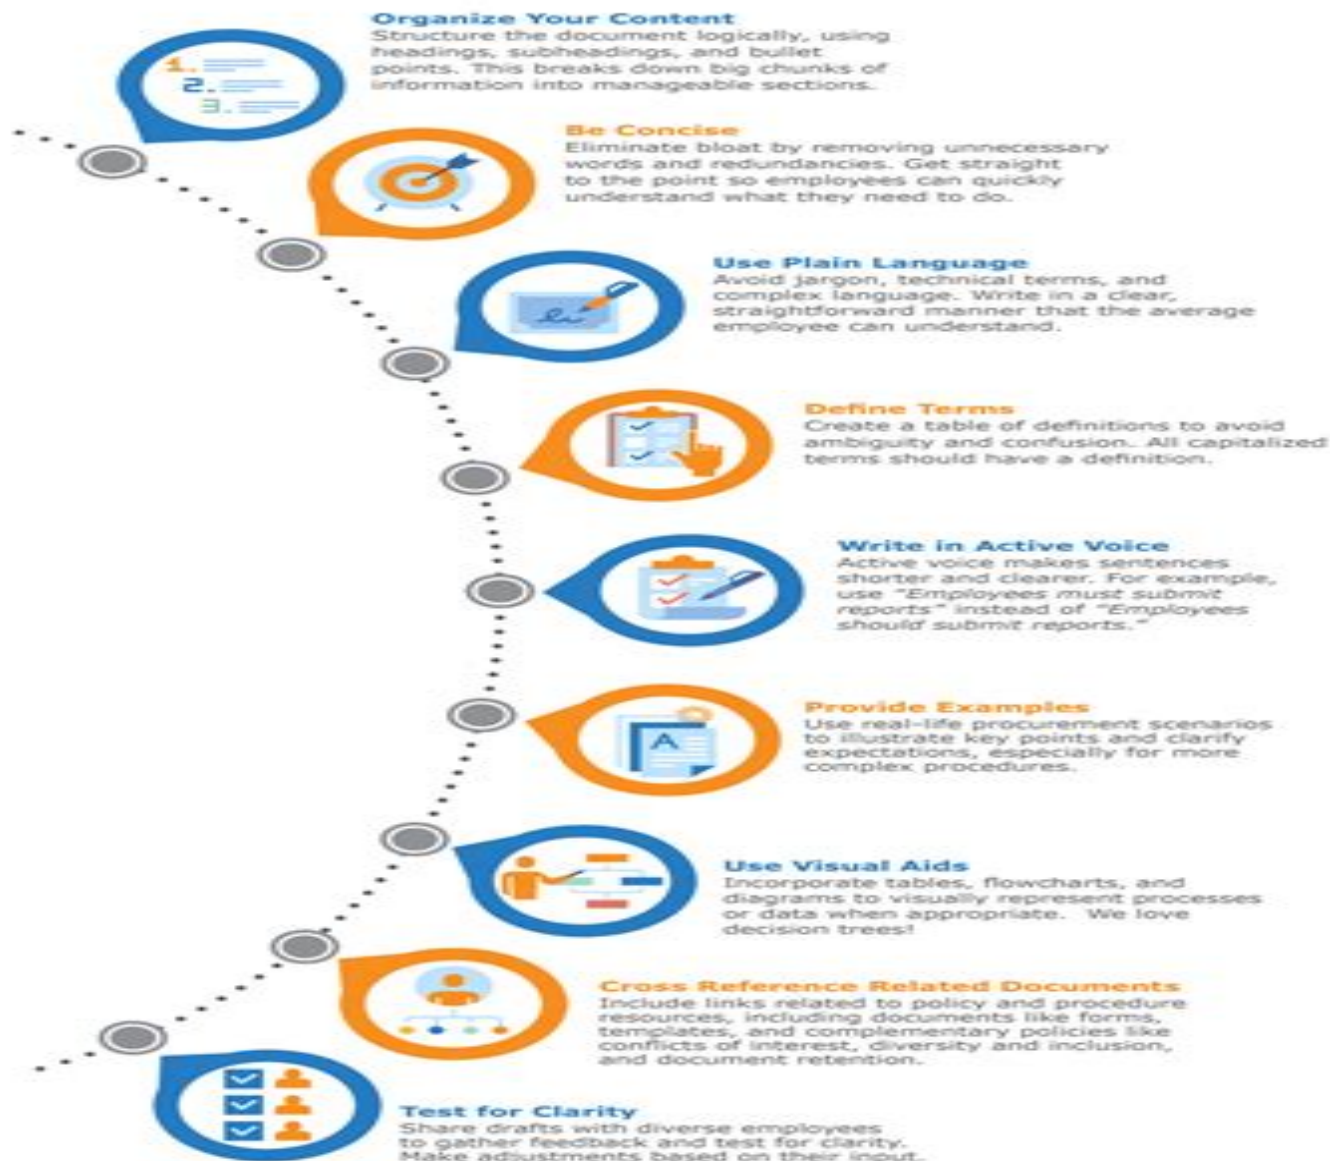 Organize Your Content
Structure the document logically, using
headings, subheadings, and bullet
points. This breaks down big chunks of
information into manageable sections.
1.
2.
3.
Be Concise
Eliminate bloat by removing unnecessary
words and redundancies. Get straight
to the point so employees can quickly
understand what they need to do.
Use Plain Language
Avoid jargon, technical terms, and
complex language. Write in a clear,
straightforward manner that the average
employee can understand.
Define Terms
Create a table of definitions to avoid
ambiguity and confusion. All capitalized
terms should have a definition.
Write in Active Voice
Active voice makes sentences
shorter and clearer. For example,
use "Employees must submit
reports" instead of "Employees
should submit reports."
Provide Examples
Use real-life procurement scenarios
to illustrate key points and clarify
expectations, especially for more
complex procedures.
A
Use Visual Aids
Incorporate tables, flowcharts, and
diagrams to visually represent processes
or data when appropriate. We love
decision trees!
Cross Reference Related Documents
Include links related to policy and procedure
resources, including documents like forms,
templates, and complementary policies like
conflicts of interest, diversity and inclusion,
and document retention.
Test for Clarity
Share drafts with diverse employees
to gather feedback and test for clarity.
Make adjustments based on their input.